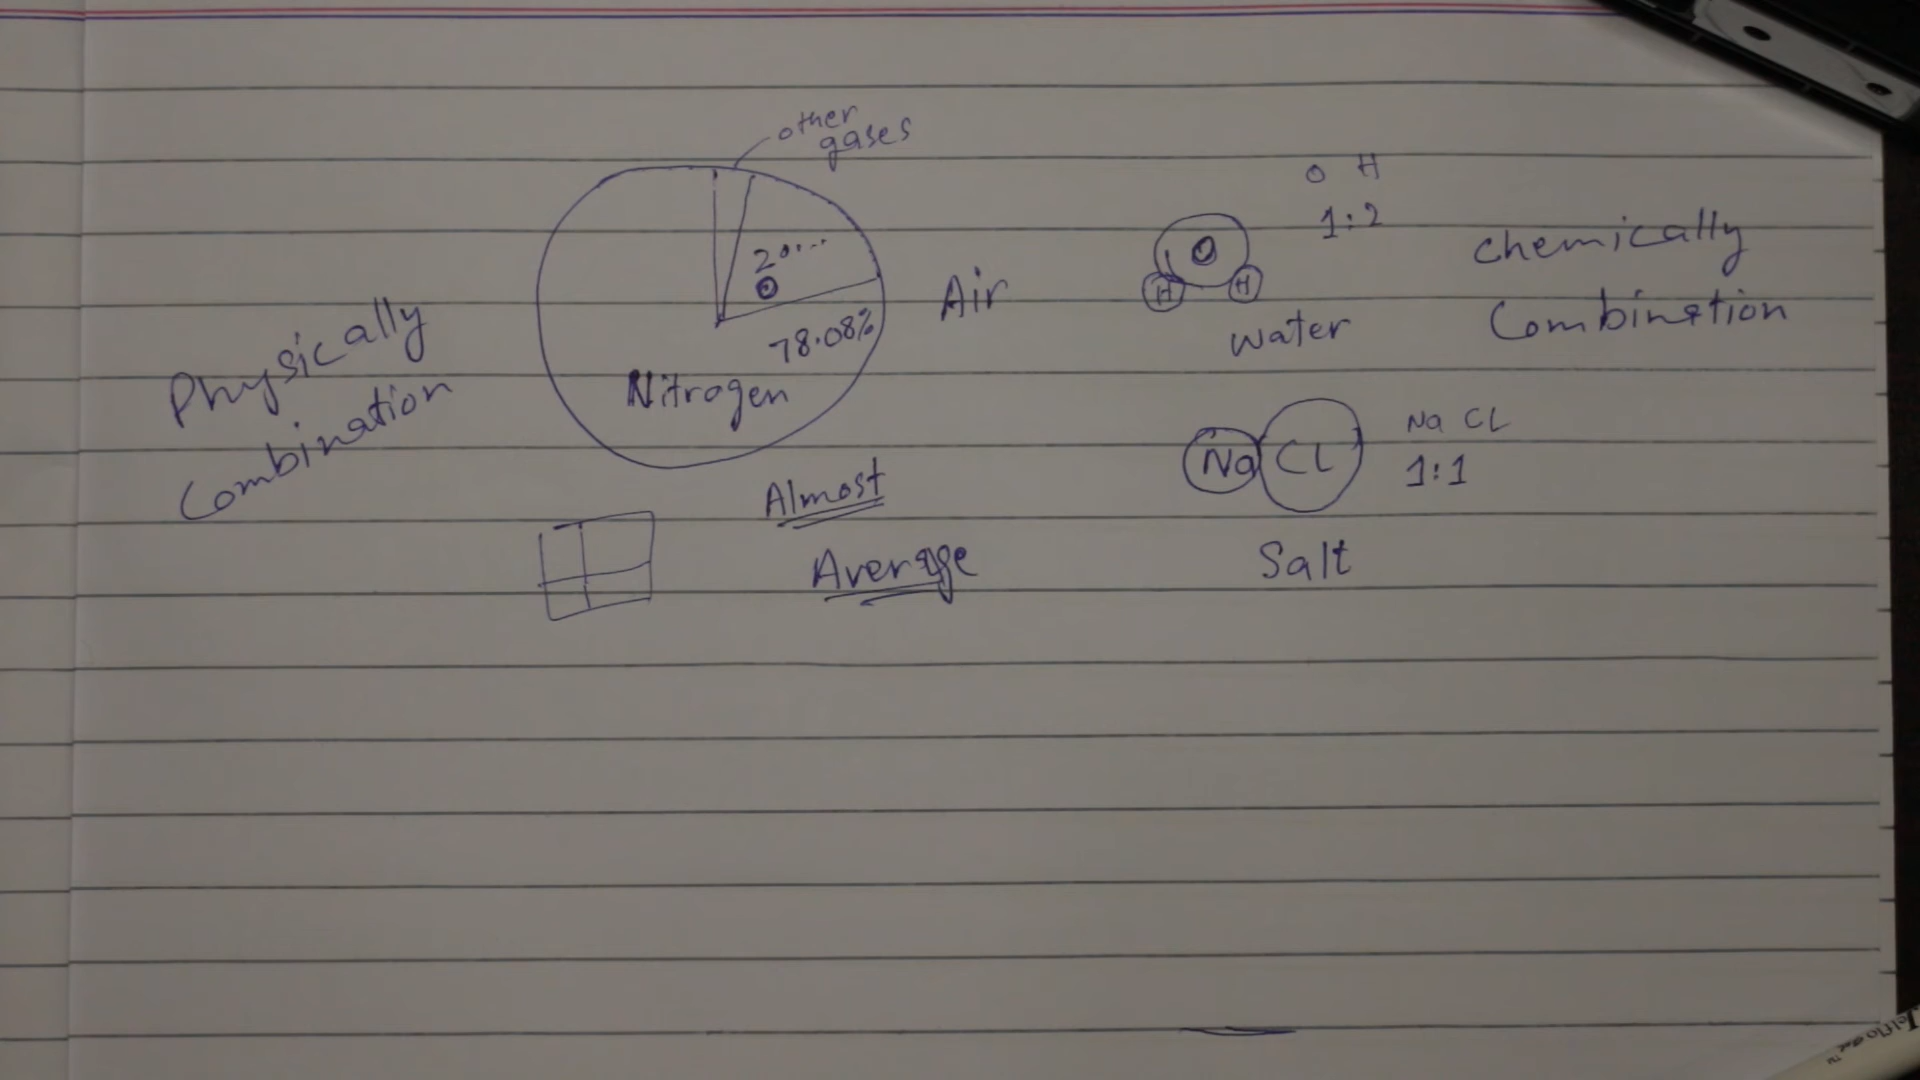 other
gases
20...
O
78.08%
Nitrogen
Air
Physically
Combination
Almost
Average
O H
1:2
O
H H
water
Chemically
Combination
Na CL
Na CL
1:1
Salt